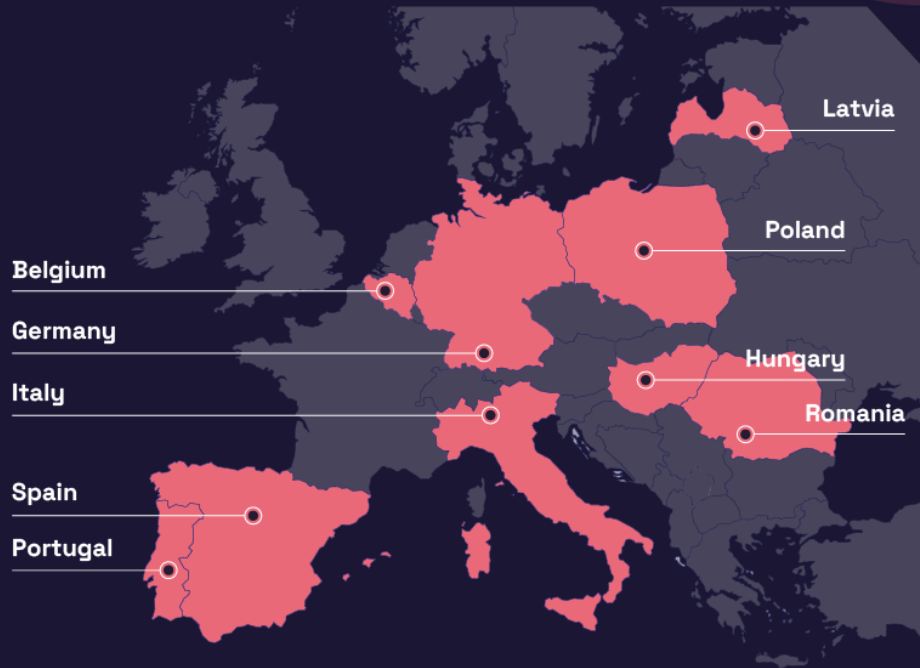 Latvia
Poland
Belgium
Germany
Hungary
Italy
Romania
Spain
Portugal